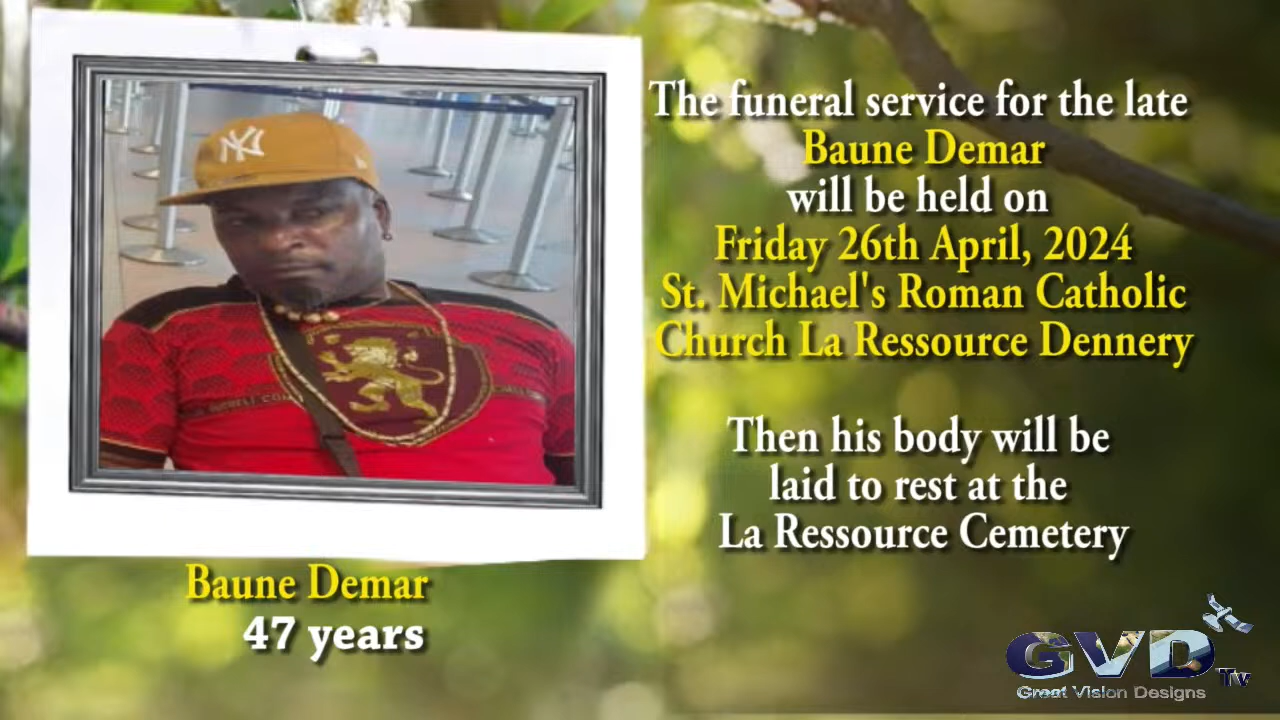 The funeral service for the late
Baune Demar
will be held on
Friday 26th April, 2024
St. Michael's Roman Catholic
Church La Ressource Dennery
Then his body will be
laid to rest at the
La Ressource Cemetery
Baune Demar
47 years
NY
GVD TV
Great Vision Designs